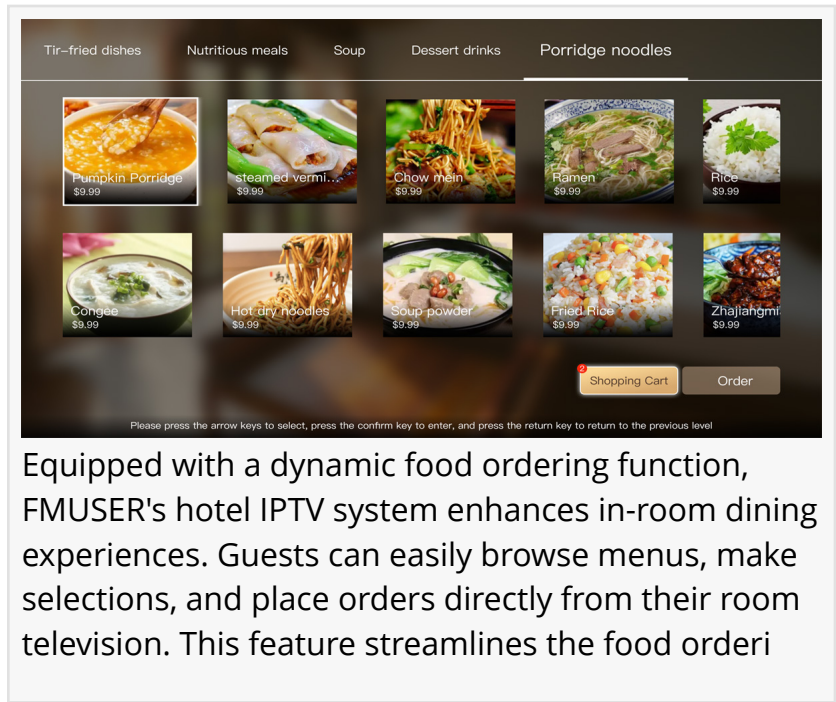 Tir-fried dishes Nutritious meals Soup Dessert drinks Porridge noodles
Pumpkin Porridge steamed vermi... Chow mein Ramen Rice
$9.99 $9.99 $9.99 $9.99 $9.99
Congee Hot dry noodles Soup powder Fried Rice Zhajiangmi
$9.99 $9.99 $9.99 $9.99 $9.99
2
Shopping Cart Order
Please press the arrow keys to select, press the confirm key to enter, and press the return key to return to the previous level
Equipped with a dynamic food ordering function,
FMUSER's hotel IPTV system enhances in-room dining
experiences. Guests can easily browse menus, make
selections, and place orders directly from their room
television. This feature streamlines the food orderi